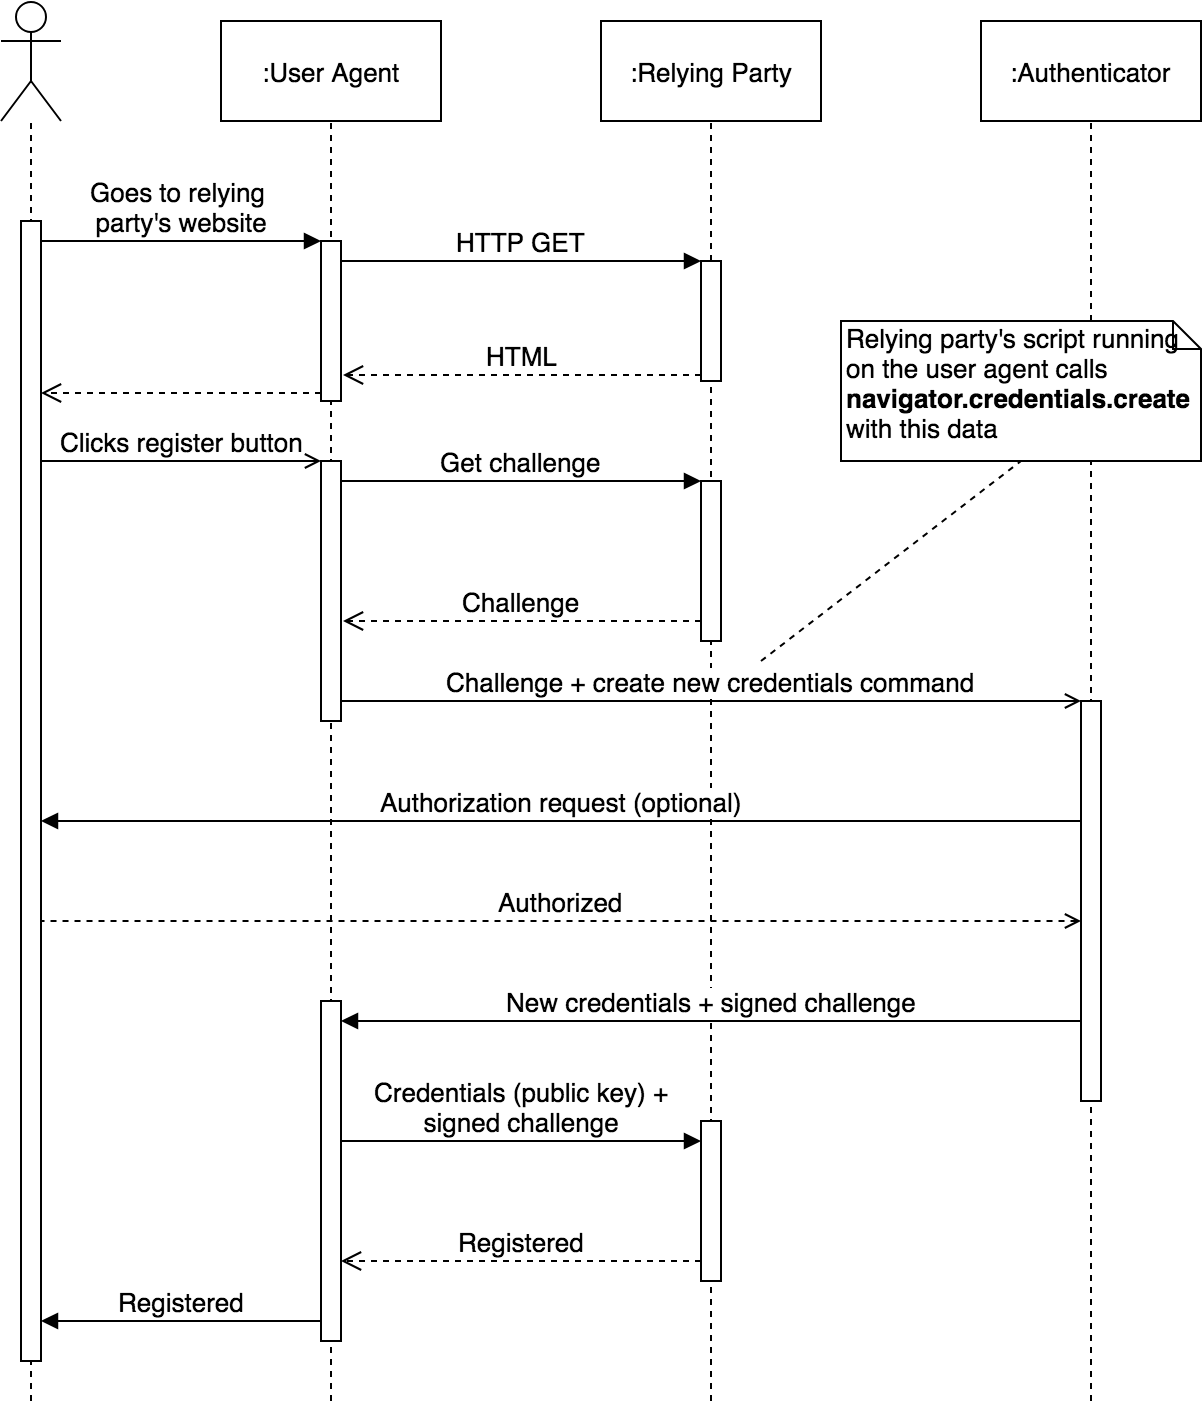 :User Agent
:Relying Party
:Authenticator
Goes to relying
party's website
HTTP GET
HTML
Relying party's script running
on the user agent calls
navigator.credentials.create
with this data
Clicks register button
Get challenge
Challenge
Challenge + create new credentials command
Authorization request (optional)
Authorized
New credentials + signed challenge
Credentials (public key) +
signed challenge
Registered
Registered